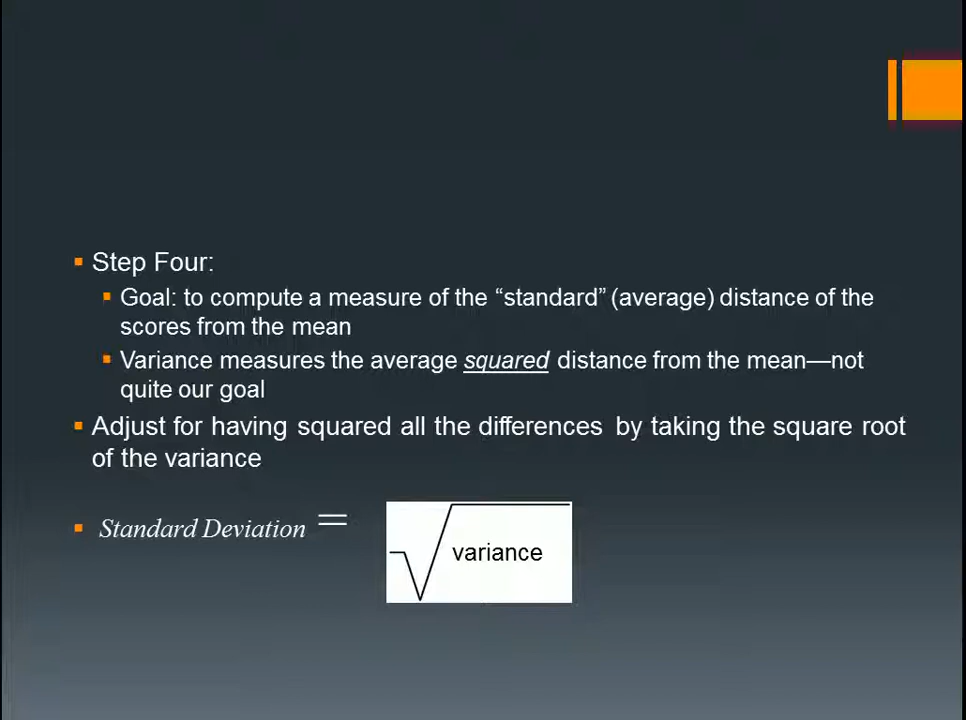 Step Four:
Goal: to compute a measure of the “standard” (average) distance of the
scores from the mean
Variance measures the average squared distance from the mean—not
quite our goal
Adjust for having squared all the differences by taking the square root
of the variance
Standard Deviation = √variance